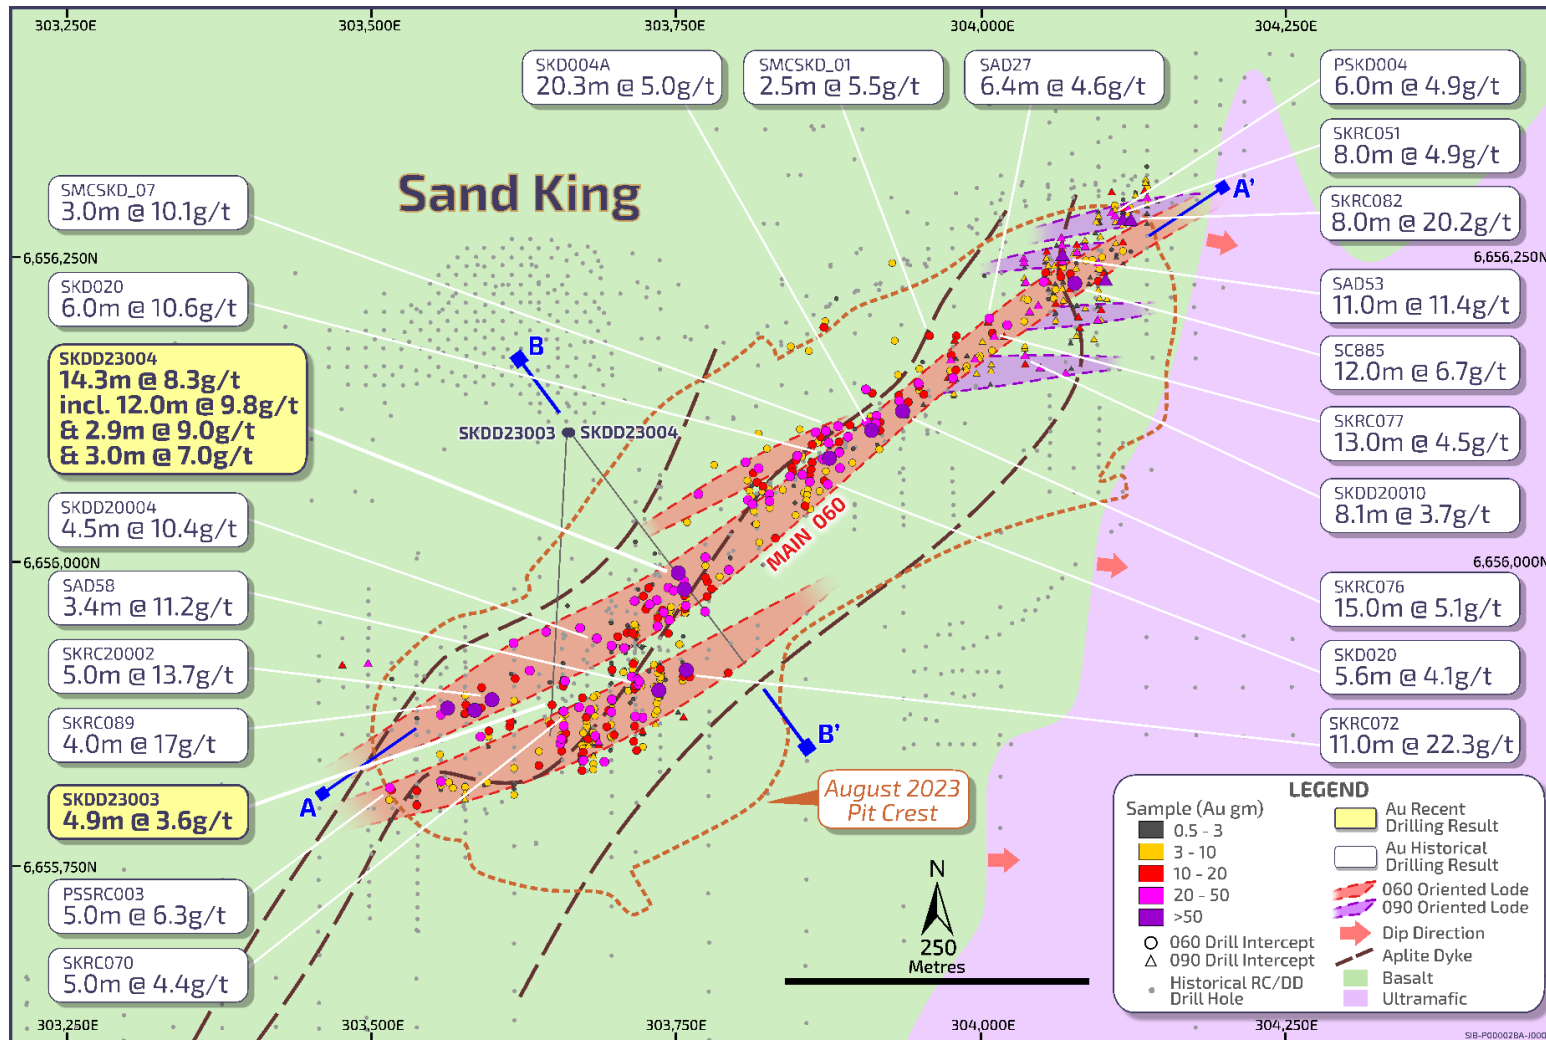 303,250E
303,500E
303,750E
304,000E
304,250E
SKD004A
20.3m @ 5.0g/t
SMCSKD_01
2.5m @ 5.5g/t
SAD27
6.4m @ 4.6g/t
PSKD004
6.0m @ 4.9g/t
SKRC051
8.0m @ 4.9g/t
SKRC082
8.0m @ 20.2g/t
SAD53
11.0m @ 11.4g/t
SC885
12.0m @ 6.7g/t
SKRC077
13.0m @ 4.5g/t
SKDD20010
8.1m @ 3.7g/t
SKRC076
15.0m @ 5.1g/t
SKD020
5.6m @ 4.1g/t
SKRC072
11.0m @ 22.3g/t
Sand King
SMCSKD_07
3.0m @ 10.1g/t
SKD020
6.0m @ 10.6g/t
SKDD23004
14.3m @ 8.3g/t
incl. 12.0m @ 9.8g/t
& 2.9m @ 9.0g/t
& 3.0m @ 7.0g/t
SKDD20004
4.5m @ 10.4g/t
SAD58
3.4m @ 11.2g/t
SKRC20002
5.0m @ 13.7g/t
SKRC089
4.0m @ 17g/t
SKDD23003
4.9m @ 3.6g/t
PSSRC003
5.0m @ 6.3g/t
SKRC070
5.0m @ 4.4g/t
6,656,250N
6,656,250N
6,656,000N
6,656,000N
6,655,750N
A'
B
SKDD23003
SKDD23004
MAIN 060
A
B'
August 2023
Pit Crest
N
250
Metres
LEGEND
Sample (Au gm)
0.5 - 3
3 - 10
10 - 20
20 - 50
>50
060 Drill Intercept
090 Drill Intercept
Historical RC/DD
Drill Hole
Au Recent
Drilling Result
Au Historical
Drilling Result
060 Oriented Lode
090 Oriented Lode
Dip Direction
Aplite Dyke
Basalt
Ultramafic
303,250E
303,500E
303,750E
304,000E
304,250E